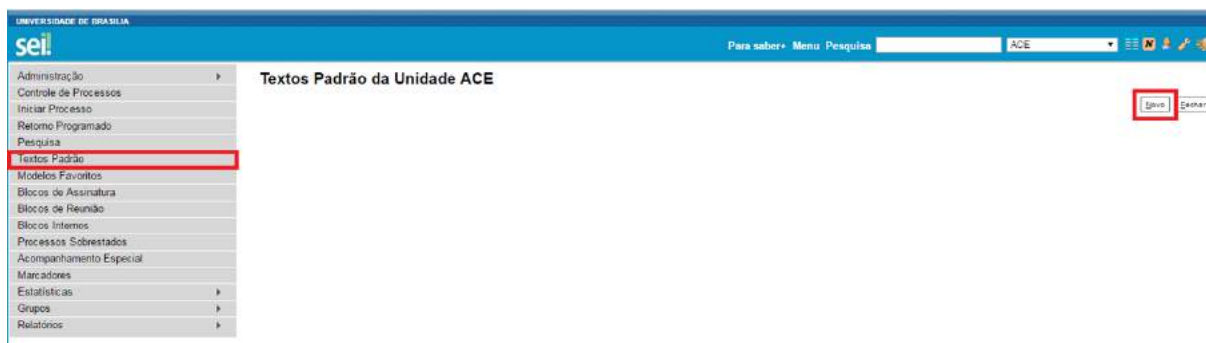 UNIVERSIDADE DE BRASILIA
sei!
Para saber+ Menu Pesquisa
ACE
Administração
Controle de Processos
Iniciar Processo
Retorno Programado
Pesquisa
Textos Padrão
Modelos Favoritos
Blocos de Assinatura
Blocos de Reunião
Blocos Internos
Processos Sobrestados
Acompanhamento Especial
Marcadores
Estatísticas
Grupos
Relatórios
Textos Padrão da Unidade ACE
Novo Fechar